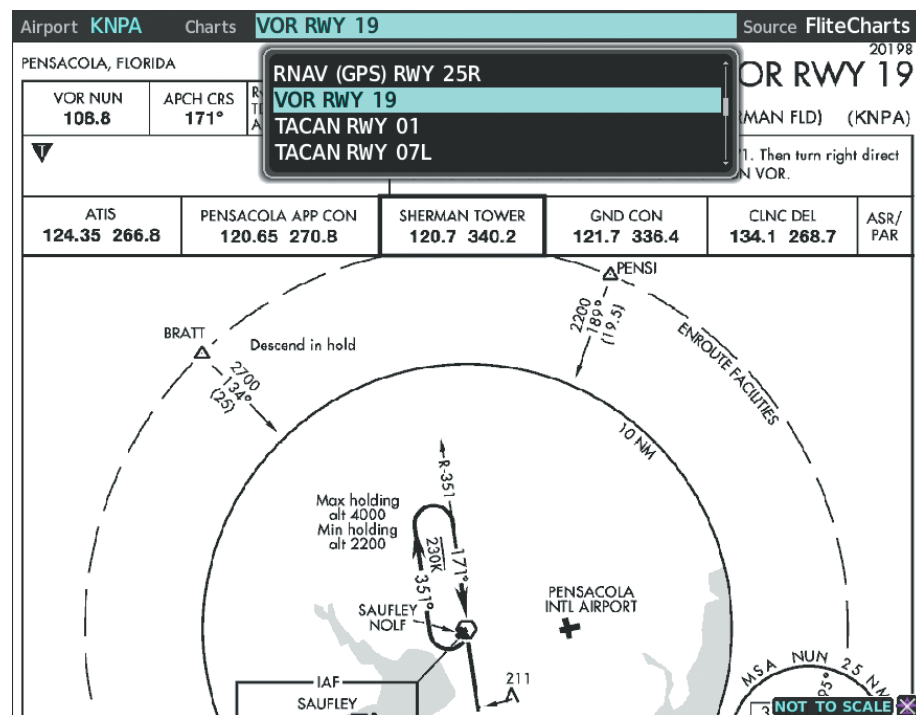 Airport KNPA Charts VOR RWY 19 Source FliteCharts
20198
PENSACOLA, FLORIDA
OR RWY 19
RNAV (GPS) RWY 25R
VOR RWY 19
TACAN RWY 01
TACAN RWY 07L
VOR NUN
108.8
APCH CRS
171°
MAN FLD) (KNPA)
T
1. Then turn right direct
N VOR.
ATIS
124.35 266.8
PENSACOLA APP CON
120.65 270.8
SHERMAN TOWER
120.7 340.2
GND CON
121.7 336.4
CLNC DEL
134.1 268.7
ASR/
PAR
PENSI
2200
189°
(19.5)
BRATT
Descend in hold
2700
134°
(25)
ENROUTE FACILITIES
10 NM
R-351
Max holding
alt 4000
Min holding
alt 2200
230K
171°
351°
SAUFLEY
NOLF
PENSACOLA
INTL AIRPORT
211
IAF
SAUFLEY
MSA NUN 25 NM
NOT TO SCALE